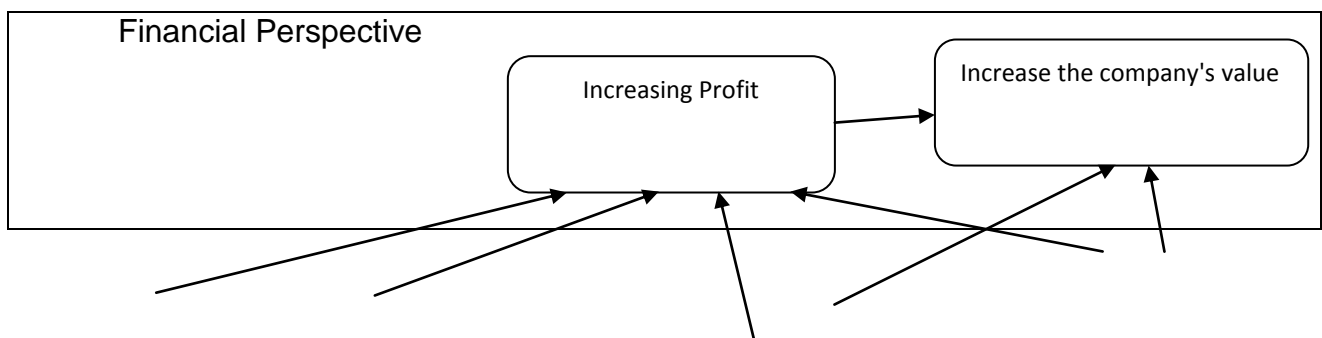 Financial Perspective
Increasing Profit
Increase the company's value